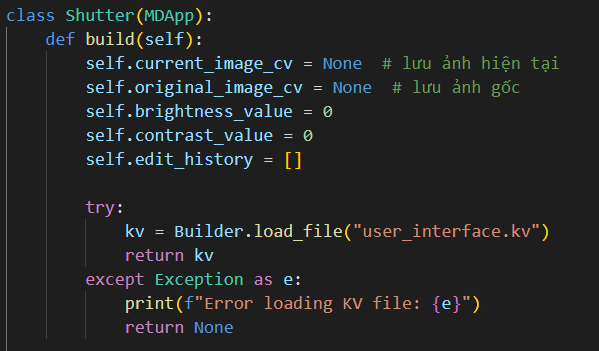 class Shutter(MDApp):
    def build(self):
        self.current_image_cv = None  # lưu ảnh hiện tại
        self.original_image_cv = None  # lưu ảnh gốc
        self.brightness_value = 0
        self.contrast_value = 0
        self.edit_history = []

        try:
            kv = Builder.load_file("user_interface.kv")
            return kv
        except Exception as e:
            print(f"Error loading KV file: {e}")
            return None